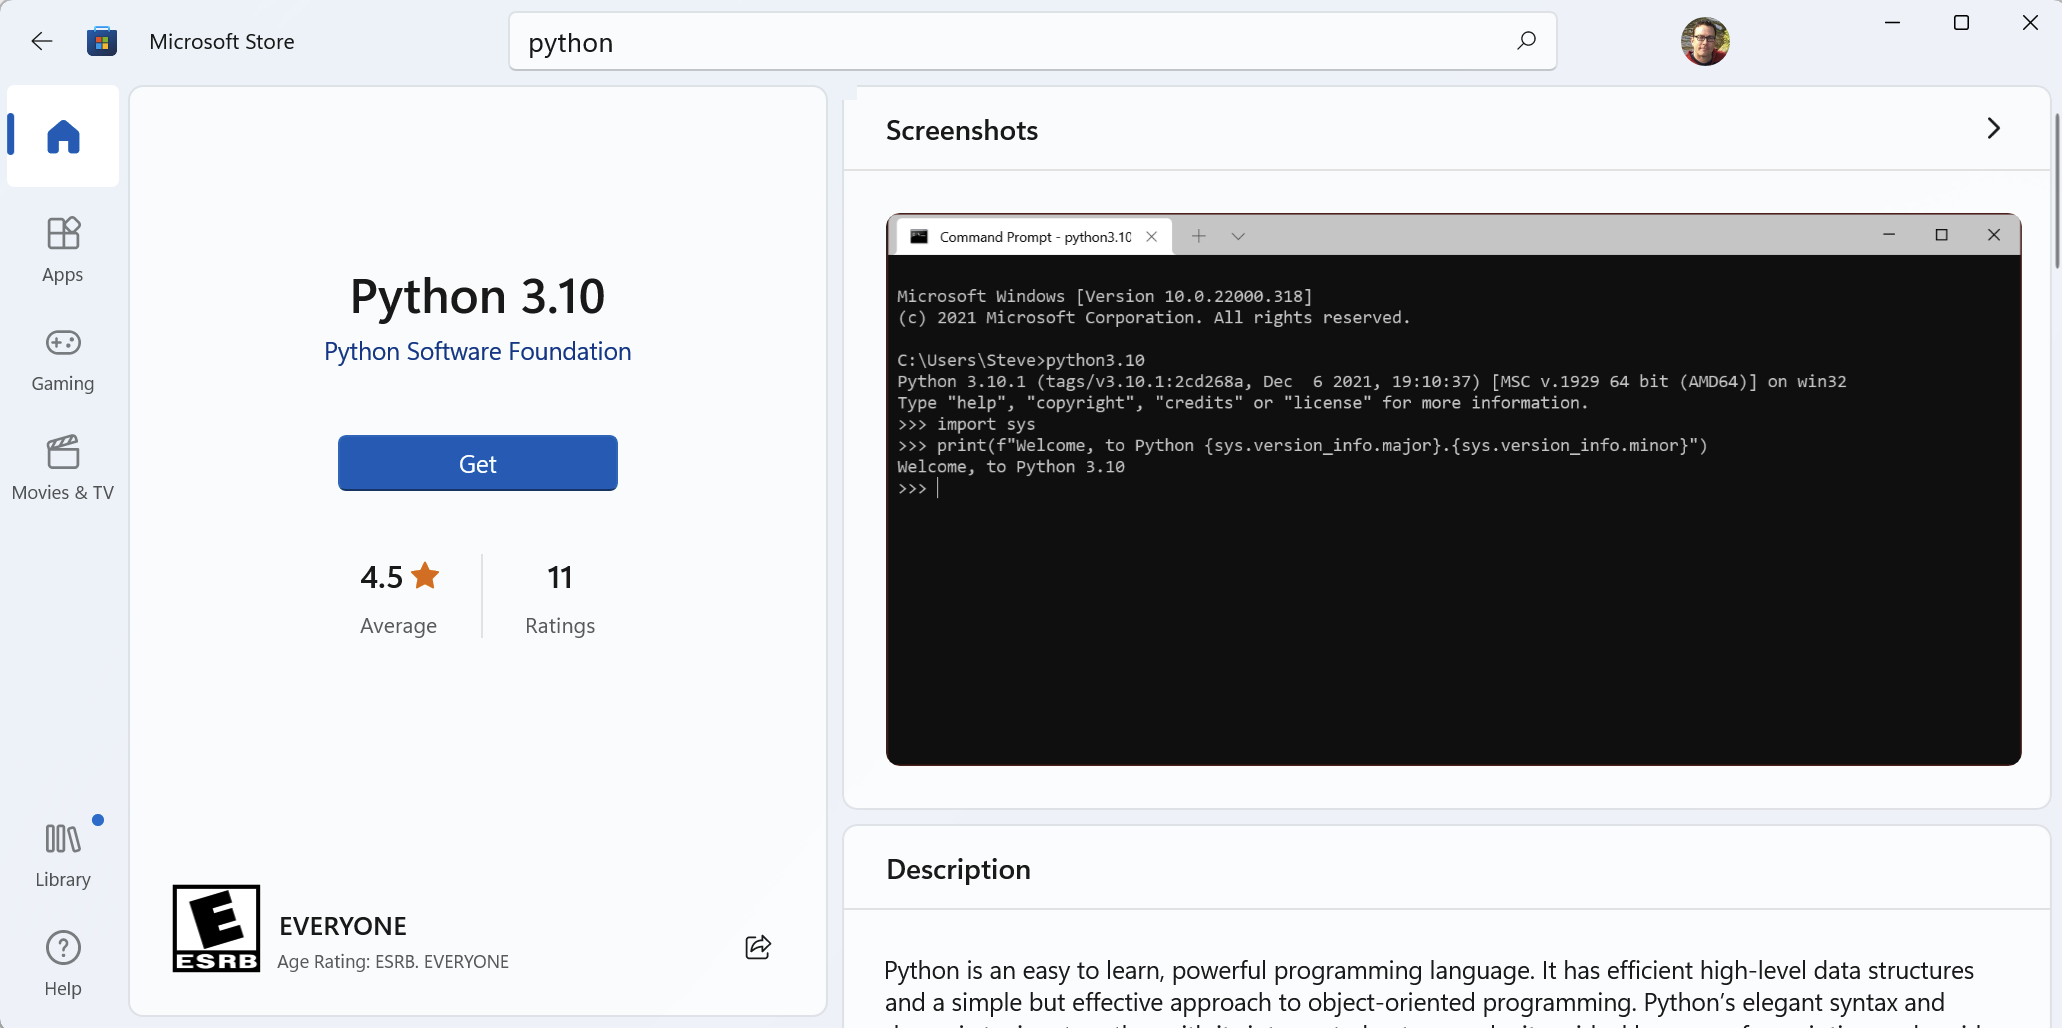 Microsoft Store
python
Apps
Gaming
Movies & TV
Library
Help
Python 3.10
Python Software Foundation
Get
4.5
Average
11
Ratings
E
ESRB
EVERYONE
Age Rating: ESRB. EVERYONE
Screenshots
Command Prompt - python3.10
Microsoft Windows [Version 10.0.22000.318]
(c) 2021 Microsoft Corporation. All rights reserved.
C:\Users\Steve>python3.10
Python 3.10.1 (tags/v3.10.1:2cd268a, Dec  6 2021, 19:10:37) [MSC v.1929 64 bit (AMD64)] on win32
Type "help", "copyright", "credits" or "license" for more information.
>>> import sys
>>> print(f"Welcome, to Python {sys.version_info.major}.{sys.version_info.minor}")
Welcome, to Python 3.10
>>>
Description
Python is an easy to learn, powerful programming language. It has efficient high-level data structures
and a simple but effective approach to object-oriented programming. Python’s elegant syntax and